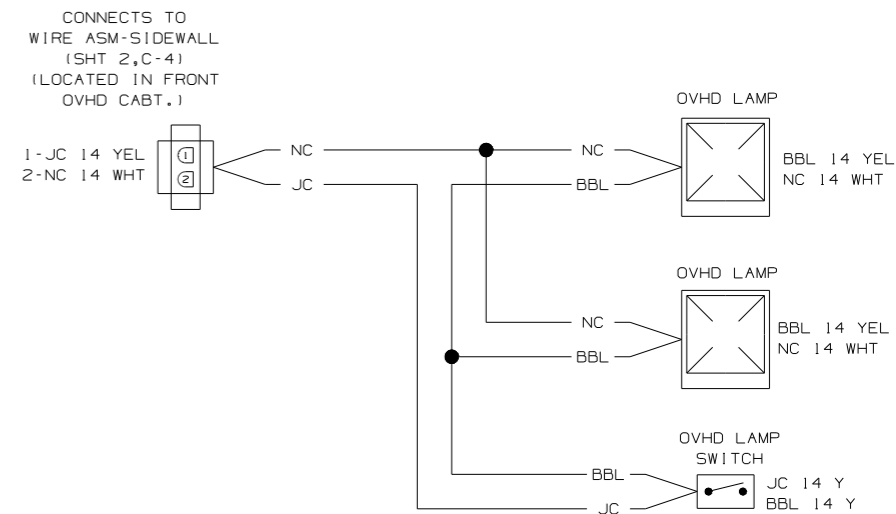 CONNECTS TO
WIRE ASM-SIDEWALL
(SHT 2,C-4)
(LOCATED IN FRONT
OVHD CABT.)
1-JC 14 YEL
2-NC 14 WHT
1
2
NC
JC
OVHD LAMP
NC
BBL
BBL 14 YEL
NC 14 WHT
OVHD LAMP
NC
BBL
BBL 14 YEL
NC 14 WHT
OVHD LAMP
SWITCH
BBL
JC
JC 14 Y
BBL 14 Y